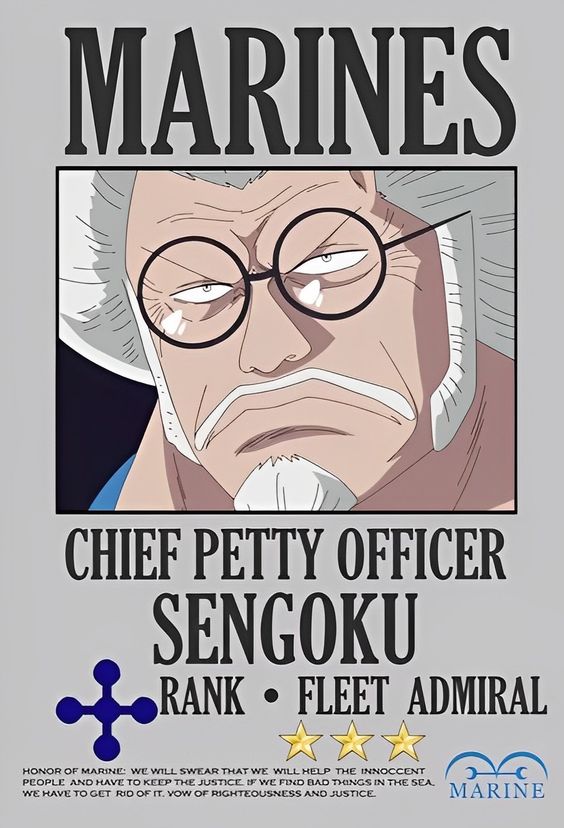 MARINES
CHIEF PETTY OFFICER
SENGOKU
RANK • FLEET ADMIRAL
HONOR OF MARINE: WE WILL SWEAR THAT WE WILL HELP THE INNOCCENT
PEOPLE AND HAVE TO KEEP THE JUSTICE. IF WE FIND BAD THINGS IN THE SEA,
WE HAVE TO GET RID OF IT. VOW OF RIGHTEOUSNESS AND JUSTICE.
MARINE